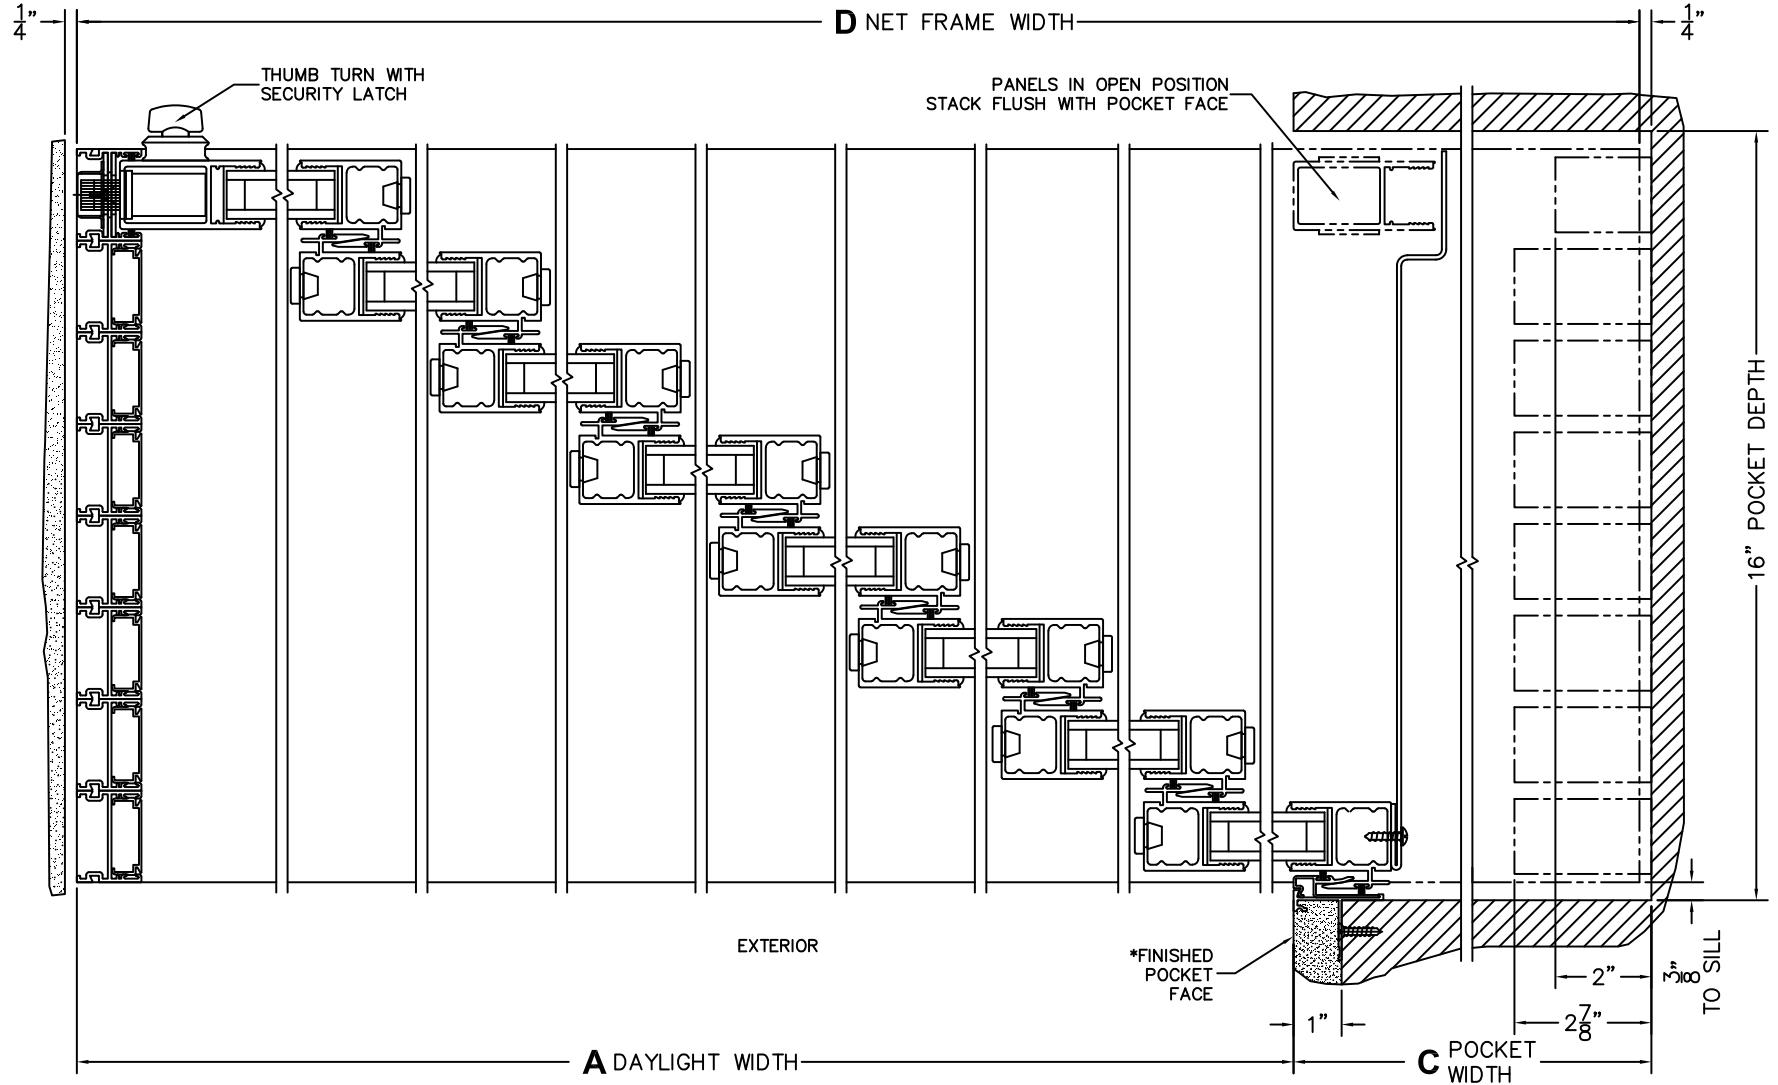 1/4"
D NET FRAME WIDTH
1/4"
THUMB TURN WITH
SECURITY LATCH
PANELS IN OPEN POSITION
STACK FLUSH WITH POCKET FACE
16" POCKET DEPTH
EXTERIOR
*FINISHED
POCKET
FACE
2"
3/8"
TO SILL
1"
2 7/8"
A DAYLIGHT WIDTH
C POCKET
WIDTH